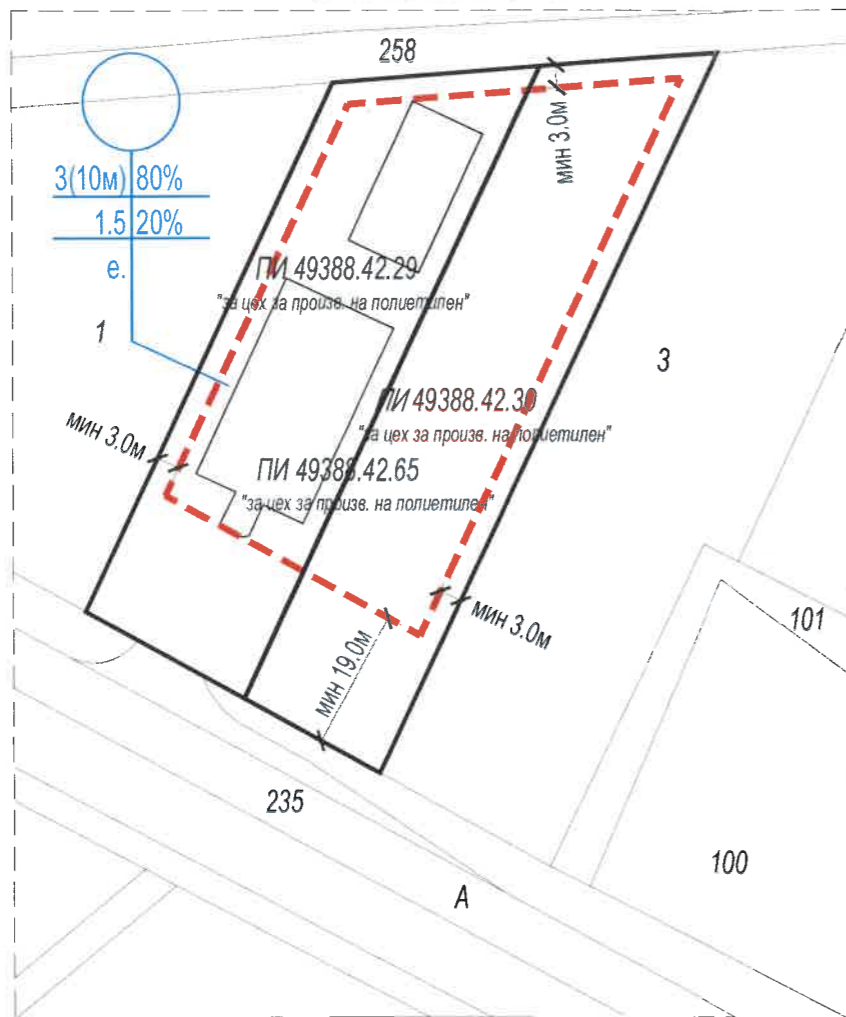 258
мин 3.0м
3(10м) 80%
1.5 20%
е.
ПИ 49388.42.29
"за цех за произв. на полиетилен"
1
3
ПИ 49388.42.30
"за цех за произв. на полиетилен"
мин 3.0м
ПИ 49388.42.65
"за цех за произв. на полиетилен"
101
мин 3.0м
мин 19.0м
235
100
А